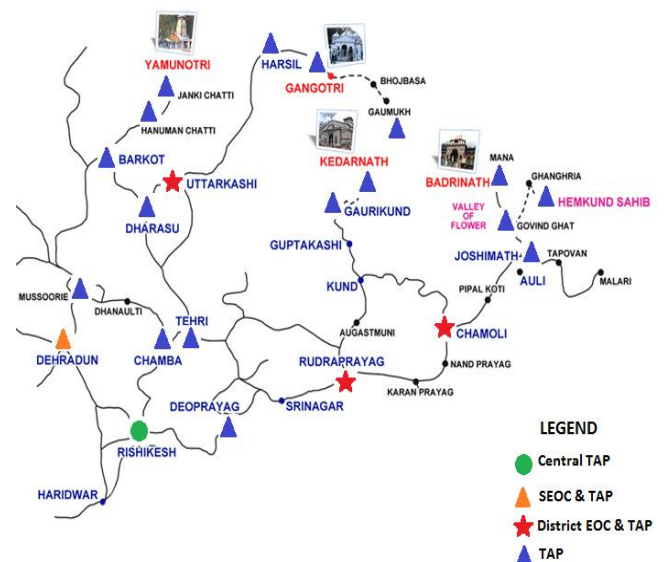 HARSIL
GANGOTRI
YAMUNOTRI
JANKI CHATTI
BHOJBASA
GAUMUKH
HANUMAN CHATTI
BARKOT
UTTARKASHI
DHARASU
KEDARNATH
GAURIKUND
GUPTAKASHI
KUND
MANA
BADRINATH
GHANGHRIA
HEMKUND SAHIB
VALLEY
OF
FLOWER
GOVIND GHAT
JOSHIMATH
TAPOVAN
AULI
MALARI
PIPAL KOTI
MUSSOORIE
DHANAULTI
TEHRI
CHAMBA
DEHRADUN
AUGASTMUNI
RUDRAPRAYAG
CHAMOLI
NAND PRAYAG
KARAN PRAYAG
DEOPRAYAG
SRINAGAR
RISHIKESH
HARIDWAR
LEGEND
Central TAP
SEOC & TAP
District EOC & TAP
TAP